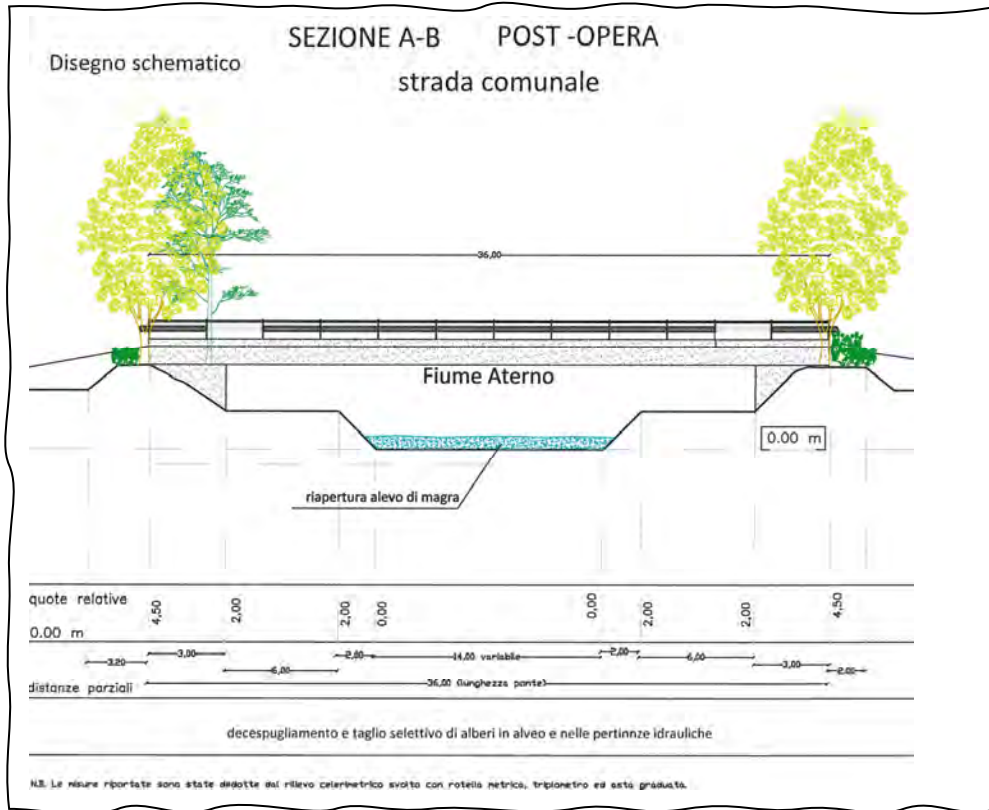 SEZIONE A-B POST -OPERA
Disegno schematico
strada comunale
36,00
Fiume Aterno
0.00 m
riapertura alevo di magra
quote relative
4,50 2,00 2,00 0,00 0,00 2,00 2,00 4,50
0.00 m
3,20 3,00 6,00 2,00 14,00 variabile 2,00 6,00 3,00 2,00
36,00 (lunghezza ponte)
distanze parziali
decespugliamento e taglio selettivo di alberi in alveo e nelle pertinnze idrauliche
N.B. Le misure riportate sono state dedotte dal rilievo celerimetrico svolto con rotella metrica, triplometro ed asta graduata.